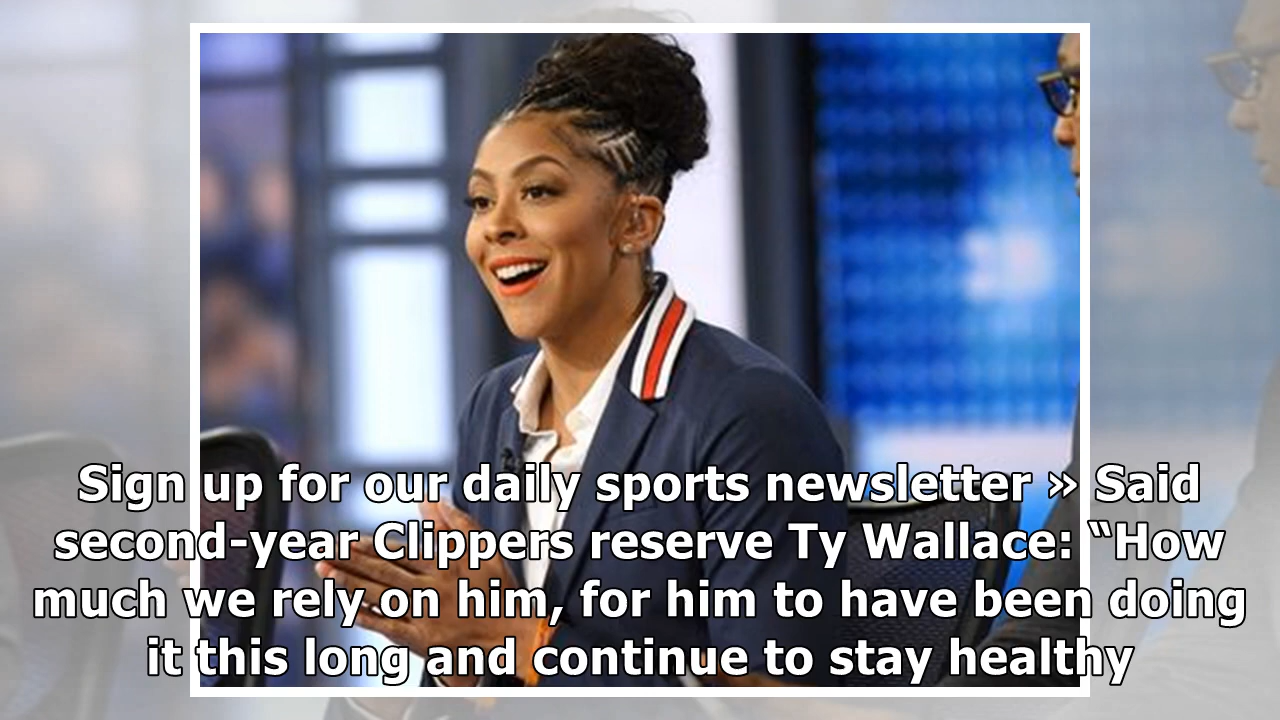 Sign up for our daily sports newsletter » Said
second-year Clippers reserve Ty Wallace: “How
much we rely on him, for him to have been doing
it this long and continue to stay healthy